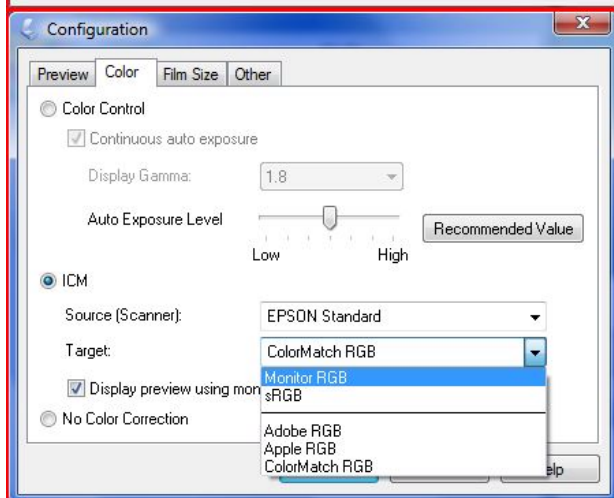 Configuration
Preview Color Film Size Other
Color Control
Continuous auto exposure
Display Gamma: 1.8
Auto Exposure Level
Recommended Value
Low High
ICM
Source (Scanner): EPSON Standard
Target: ColorMatch RGB
Monitor RGB
Display preview using
sRGB
No Color Correction
Adobe RGB
Apple RGB
ColorMatch RGB